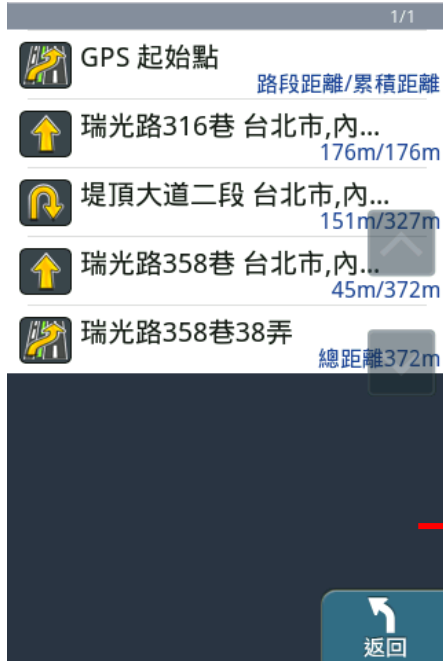 1/1
GPS 起始點
路段距離/累積距離
瑞光路316巷 台北市,內...
176m/176m
堤頂大道二段 台北市,內...
151m/327m
瑞光路358巷 台北市,內...
45m/372m
瑞光路358巷38弄
總距離372m
返回